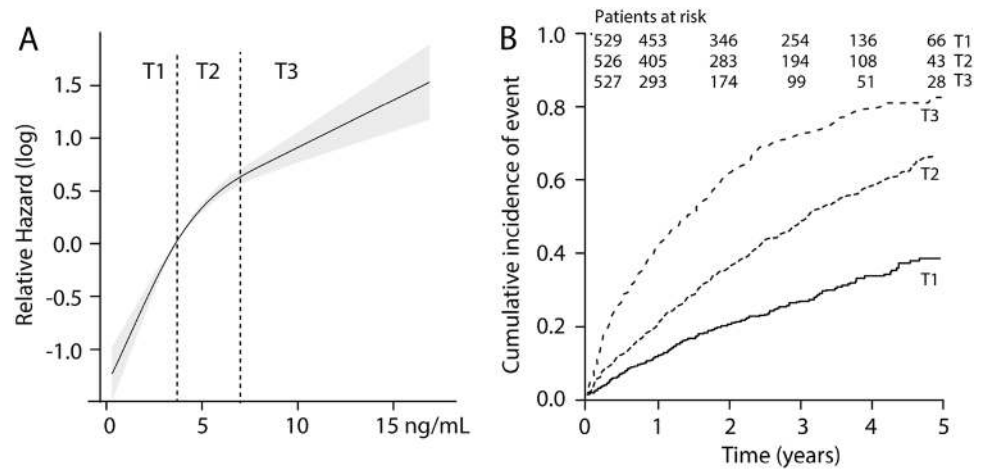 A
Relative Hazard (log)
1.5
1.0
0.5
0.0
-0.5
-1.0
T1 T2 T3
0 5 10 15 ng/mL
B
Cumulative incidence of event
1.0
0.8
0.6
0.4
0.2
0.0
Patients at risk
529 453 346 254 136 66 T1
526 405 283 194 108 43 T2
527 293 174 99 51 28 T3
T3
T2
T1
0 1 2 3 4 5
Time (years)